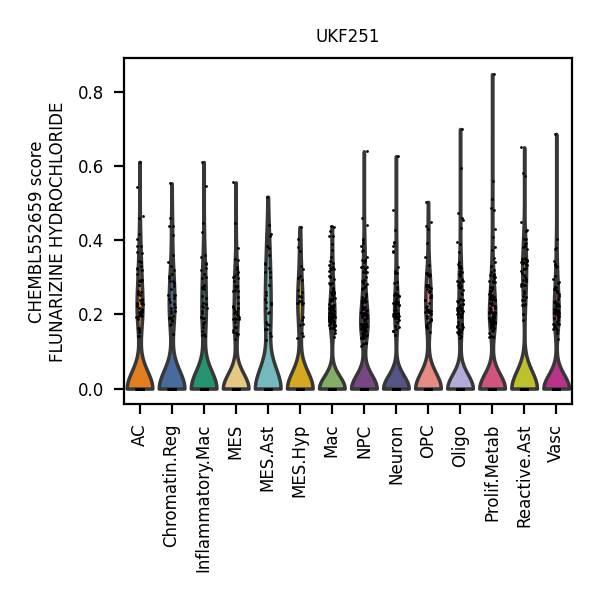 UKF251
CHEMBL552659 score
FLUNARIZINE HYDROCHLORIDE
0.8
0.6
0.4
0.2
0.0
AC
Chromatin.Reg
Inflammatory.Mac
MES
MES.Ast
MES.Hyp
Mac
NPC
Neuron
OPC
Oligo
Prolif.Metab
Reactive.Ast
Vasc